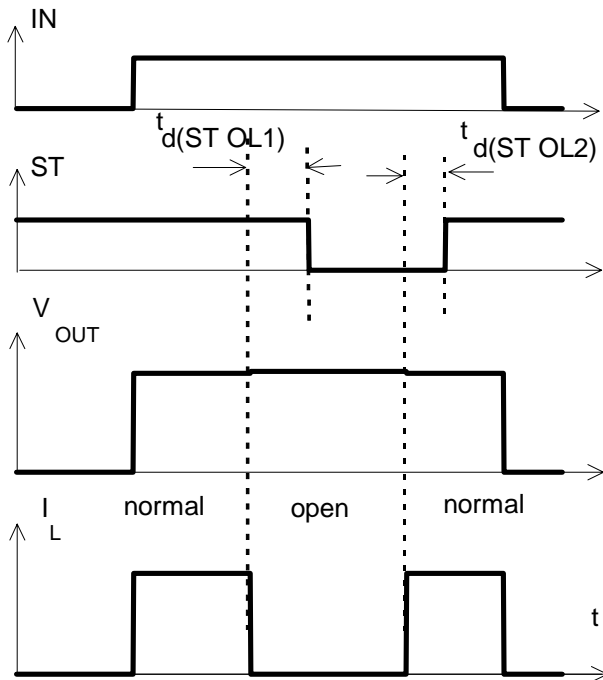 IN
t d(ST OL1)
t d(ST OL2)
ST
V OUT
normal open normal
I L
t